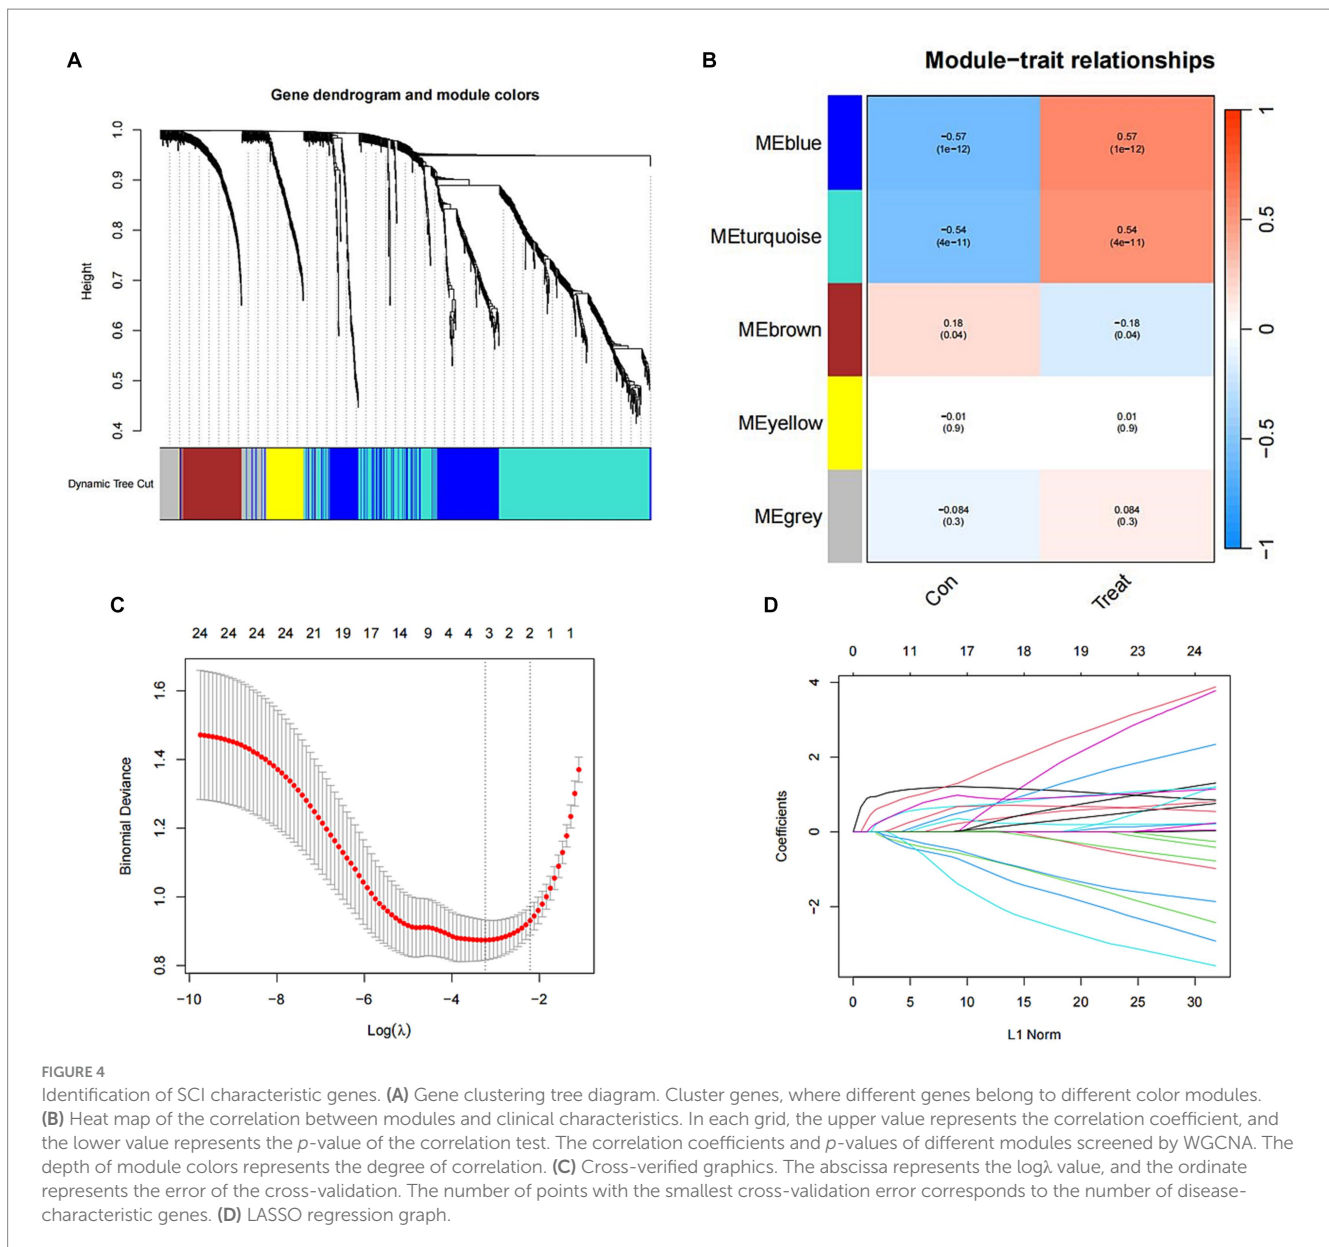 A
Gene dendrogram and module colors
Height
1.0
0.9
0.8
0.7
0.6
0.5
0.4
Dynamic Tree Cut
B
Module−trait relationships
MEblue
MEturquoise
MEbrown
MEyellow
MEgrey
−0.57
(1e−12)
0.57
(1e−12)
−0.54
(4e−11)
0.54
(4e−11)
0.18
(0.04)
−0.18
(0.04)
−0.01
(0.9)
0.01
(0.9)
−0.084
(0.3)
0.084
(0.3)
Con
Treat
1
0.5
0
−0.5
−1
C
24 24 24 24 21 19 17 14 9 4 4 3 2 2 1 1
Binomial Deviance
1.6
1.4
1.2
1.0
0.8
−10 −8 −6 −4 −2
Log(λ)
D
0 11 17 18 19 23 24
Coefficients
4
2
0
−2
0 5 10 15 20 25 30
L1 Norm
FIGURE 4
Identification of SCI characteristic genes. (A) Gene clustering tree diagram. Cluster genes, where different genes belong to different color modules.
(B) Heat map of the correlation between modules and clinical characteristics. In each grid, the upper value represents the correlation coefficient, and
the lower value represents the p-value of the correlation test. The correlation coefficients and p-values of different modules screened by WGCNA. The
depth of module colors represents the degree of correlation. (C) Cross-verified graphics. The abscissa represents the logλ value, and the ordinate
represents the error of the cross-validation. The number of points with the smallest cross-validation error corresponds to the number of disease-
characteristic genes. (D) LASSO regression graph.